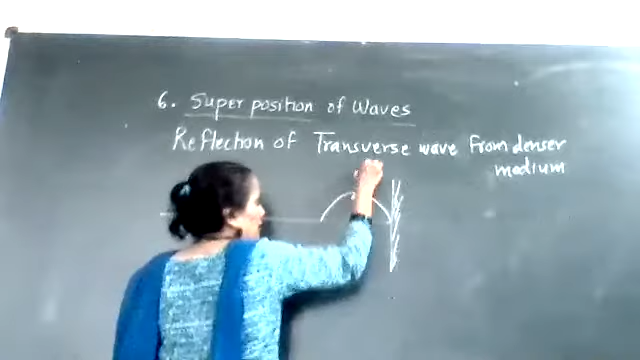 6. Super position of Waves
Reflection of Transverse wave From denser
medium